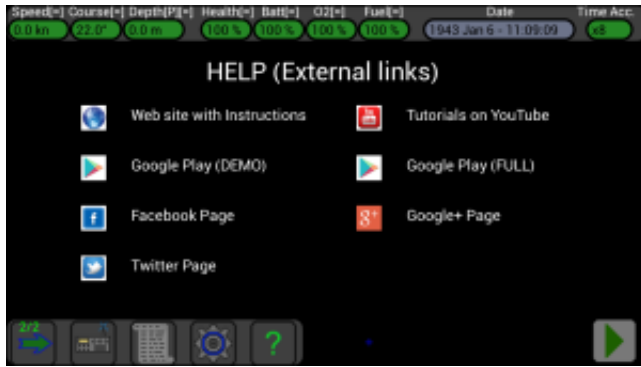 Speed[=] Course[=] Depth[P][=] Health[=] Batt[=] O2[=] Fuel[=] Date Time Acc.
0.0 kn 22.0° 0.0 m 100 % 100 % 100 % 100 % 1943 Jan 6 - 11:09:09 x8
HELP (External links)
Web site with Instructions Tutorials on YouTube
Google Play (DEMO) Google Play (FULL)
Facebook Page Google+ Page
Twitter Page
2/2
?